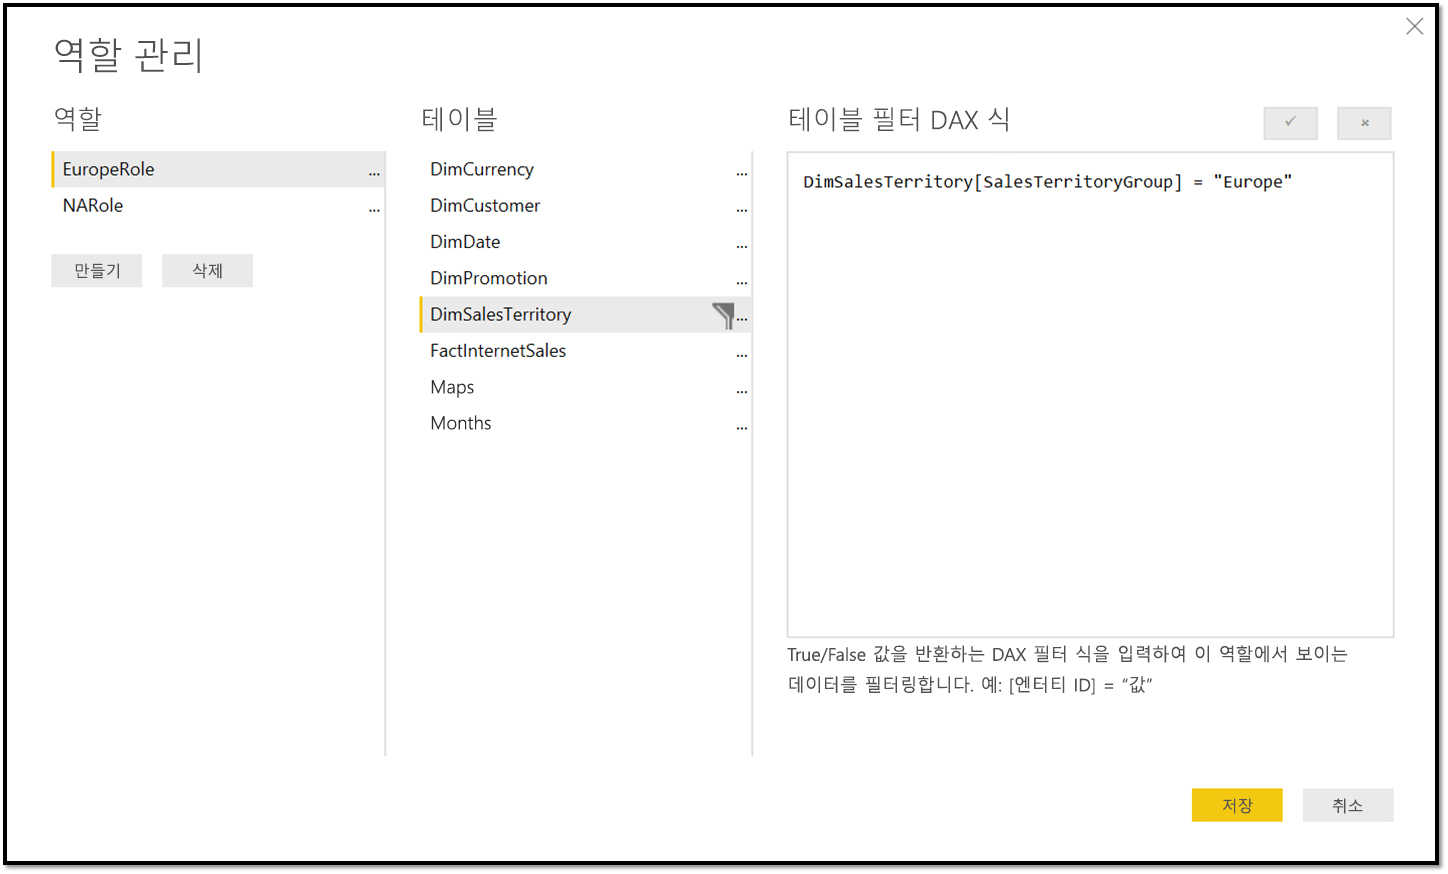 역할 관리
역할
EuropeRole ...
NARole ...
만들기 삭제
테이블
DimCurrency ...
DimCustomer ...
DimDate ...
DimPromotion ...
DimSalesTerritory ...
FactInternetSales ...
Maps ...
Months ...
테이블 필터 DAX 식
DimSalesTerritory[SalesTerritoryGroup] = "Europe"
True/False 값을 반환하는 DAX 필터 식을 입력하여 이 역할에서 보이는
데이터를 필터링합니다. 예: [엔터티 ID] = “값”
저장 취소